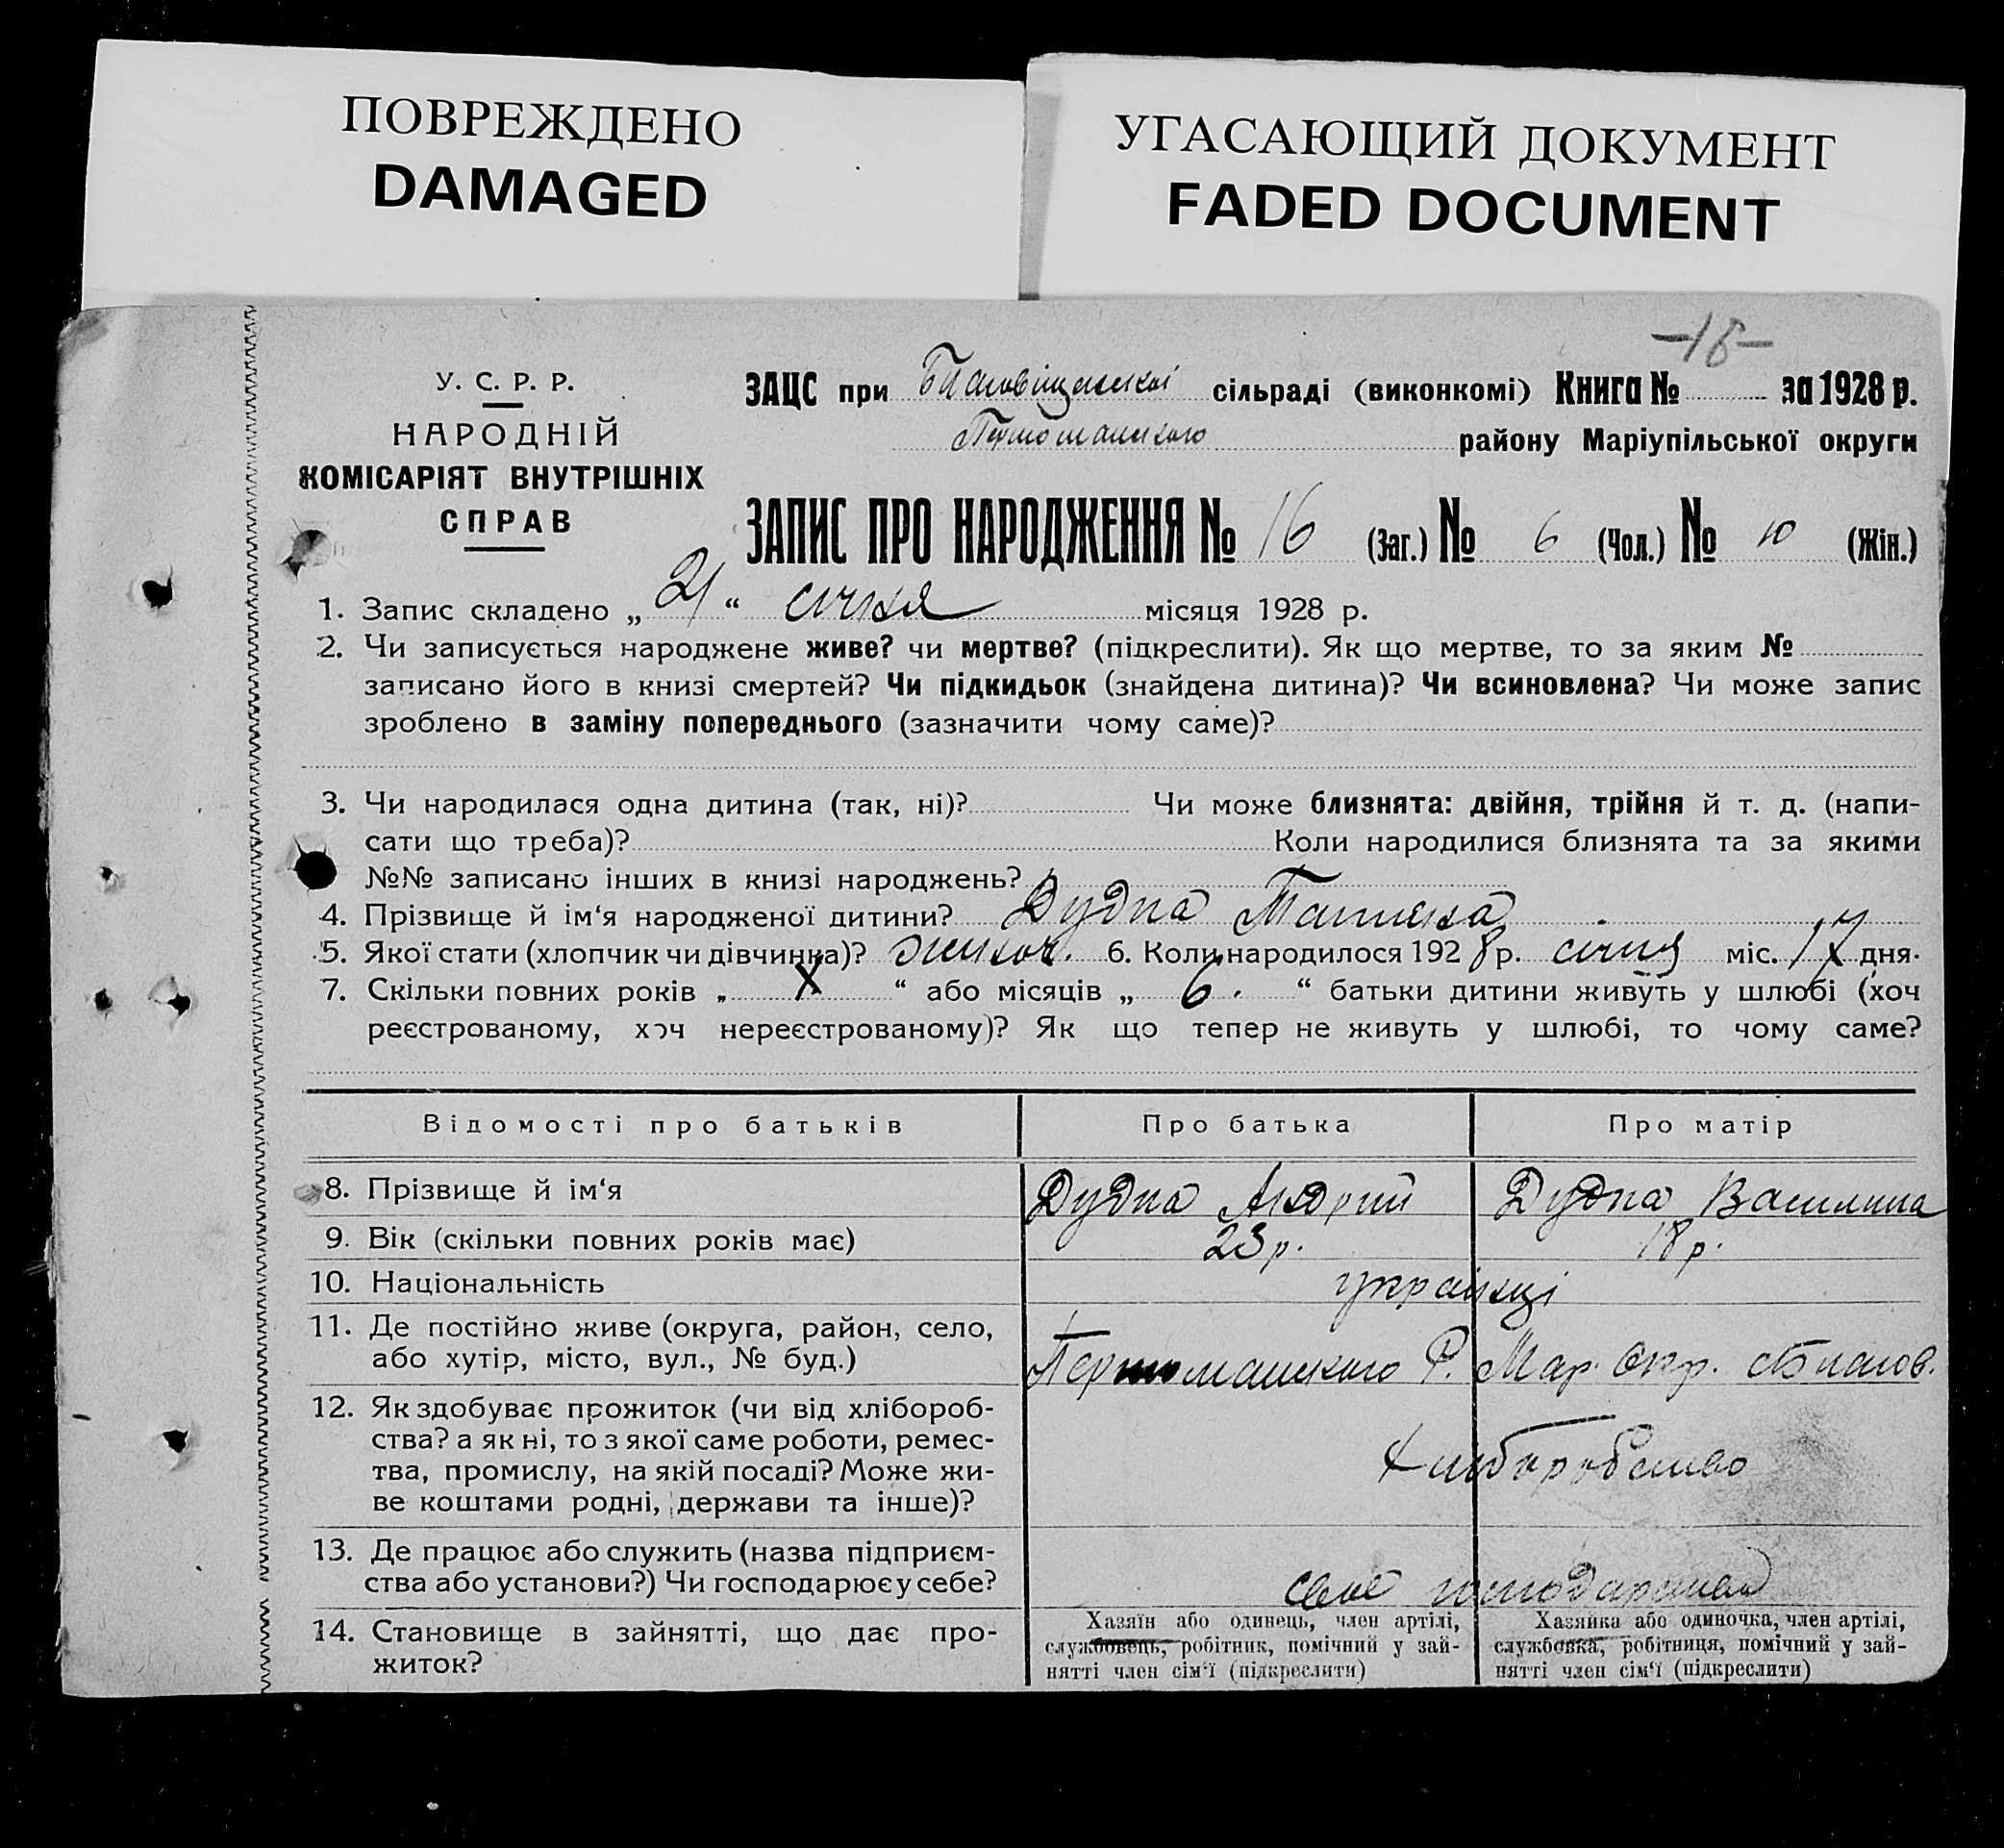 ПОВРЕЖДЕНО
DAMAGED
УГАСАЮЩИЙ ДОКУМЕНТ
FADED DOCUMENT
-18-
У. С. Р. Р.
НАРОДНІЙ
КОМІСАРІЯТ ВНУТРІШНІХ
СПРАВ
ЗАЦС при Благовіщенській сільраді (виконкомі) Книга № за 1928 р.
району Маріупільської округи
ЗАПИС ПРО НАРОДЖЕННЯ № 16 (Заг.) № 6 (Чол.) № 10 (Жін.)
1. Запис складено „21“ січня місяця 1928 р.
2. Чи записується народжене живе? чи мертве? (підкреслити). Як що мертве, то за яким №
записано його в книзі смертей? Чи підкидьок (знайдена дитина)? Чи всиновлена? Чи може запис
зроблено в заміну попереднього (зазначити чому саме)?
3. Чи народилася одна дитина (так, ні)? Чи може близнята: двійня, трійня й т. д. (напи-
сати що треба)? Коли народилися близнята та за якими
№№ записано інших в книзі народжень?
4. Прізвище й ім‘я народженої дитини? Дудка Тетяна
5. Якої статі (хлопчик чи дівчинка)? жіноч. 6. Коли народилося 1928 р. січня міс. 17 дня.
7. Скільки повних років „ X “ або місяців „ 6. “ батьки дитини живуть у шлюбі (хоч
реєстрованому, хоч нереєстрованому)? Як що тепер не живуть у шлюбі, то чому саме?
Відомості про батьків Про батька Про матір
8. Прізвище й ім‘я Дудка Андрий Дудка Василина
9. Вік (скільки повних років має) 23 р. 18 р.
10. Національність українці
11. Де постійно живе (округа, район, село,
або хутір, місто, вул., № буд.) Р. Мар. Окр. с Благов.
12. Як здобуває прожиток (чи від хлібороб-
ства? а як ні, то з якої саме роботи, ремес-
тва, промислу, на якій посаді? Може жи-
ве коштами родні, держави та інше)?
Хліборобство
13. Де працює або служить (назва підприєм-
ства або установи?) Чи господарює у себе?
своє
14. Становище в зайнятті, що дає про-
житок?
Хазяїн або одинець, член артілі,
службовець, робітник, помічний у зай-
нятті член сім‘ї (підкреслити)
Хазяйка або одиночка, член артілі,
службовка, робітниця, помічний у зай-
нятті член сім‘ї (підкреслити)